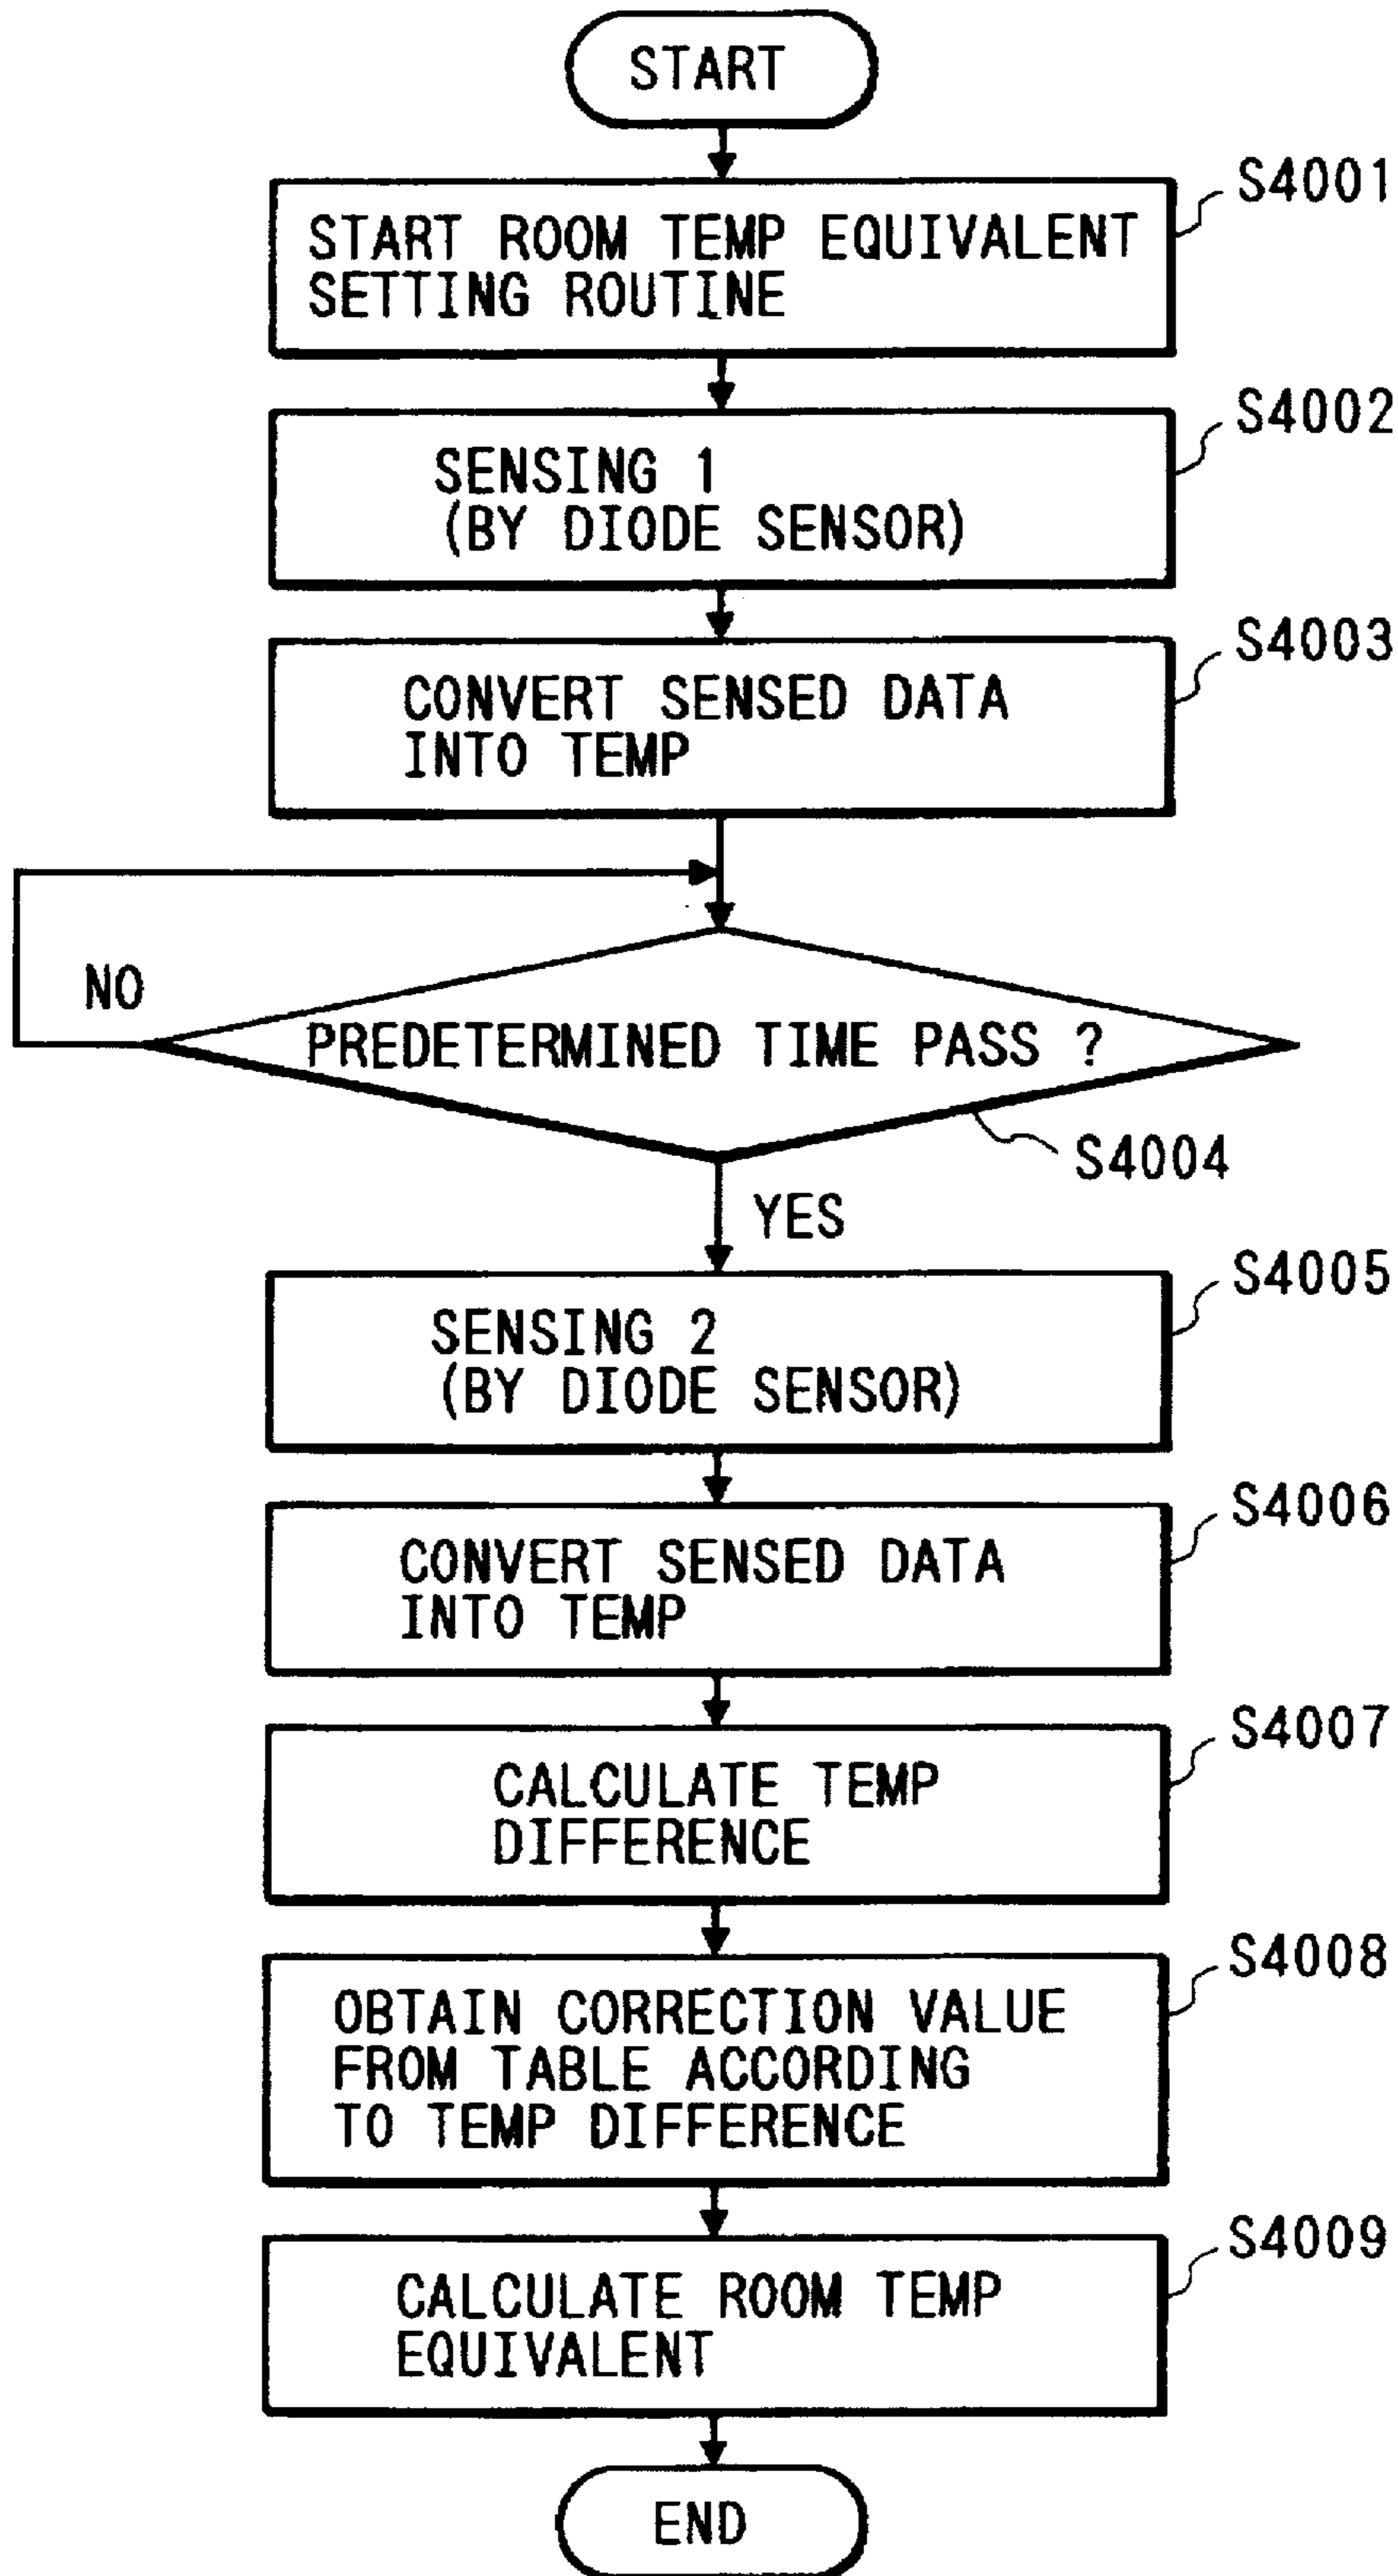 START
S4001
START ROOM TEMP EQUIVALENT
SETTING ROUTINE
S4002
SENSING 1
(BY DIODE SENSOR)
S4003
CONVERT SENSED DATA
INTO TEMP
NO
PREDETERMINED TIME PASS ?
S4004
YES
S4005
SENSING 2
(BY DIODE SENSOR)
S4006
CONVERT SENSED DATA
INTO TEMP
S4007
CALCULATE TEMP
DIFFERENCE
S4008
OBTAIN CORRECTION VALUE
FROM TABLE ACCORDING
TO TEMP DIFFERENCE
S4009
CALCULATE ROOM TEMP
EQUIVALENT
END